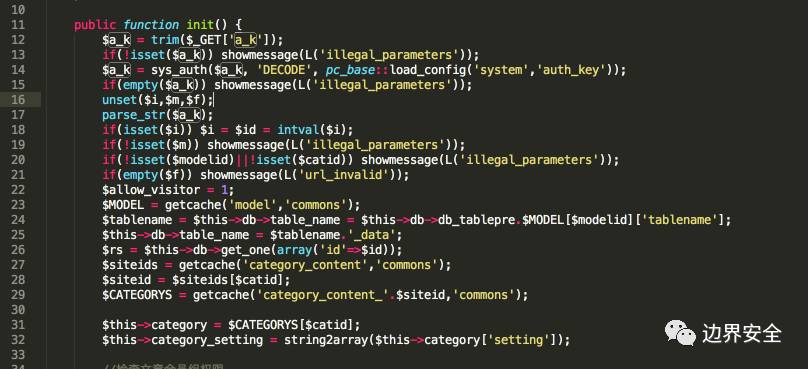 10
11 public function init() {
12 $a_k = trim($_GET['a_k']);
13 if(!isset($a_k)) showmessage(L('illegal_parameters'));
14 $a_k = sys_auth($a_k, 'DECODE', pc_base::load_config('system','auth_key'));
15 if(empty($a_k)) showmessage(L('illegal_parameters'));
16 unset($i,$m,$f);
17 parse_str($a_k);
18 if(isset($i)) $i = $id = intval($i);
19 if(!isset($m)) showmessage(L('illegal_parameters'));
20 if(!isset($modelid)||!isset($catid)) showmessage(L('illegal_parameters'));
21 if(empty($f)) showmessage(L('url_invalid'));
22 $allow_visitor = 1;
23 $MODEL = getcache('model','commons');
24 $tablename = $this->db->table_name = $this->db->db_tablepre.$MODEL[$modelid]['tablename'];
25 $this->db->table_name = $tablename.'_data';
26 $rs = $this->db->get_one(array('id'=>$id));
27 $siteids = getcache('category_content','commons');
28 $siteid = $siteids[$catid];
29 $CATEGORYS = getcache('category_content_'.$siteid,'commons');
30
31 $this->category = $CATEGORYS[$catid];
32 $this->category_setting = string2array($this->category['setting']);
33
边界安全